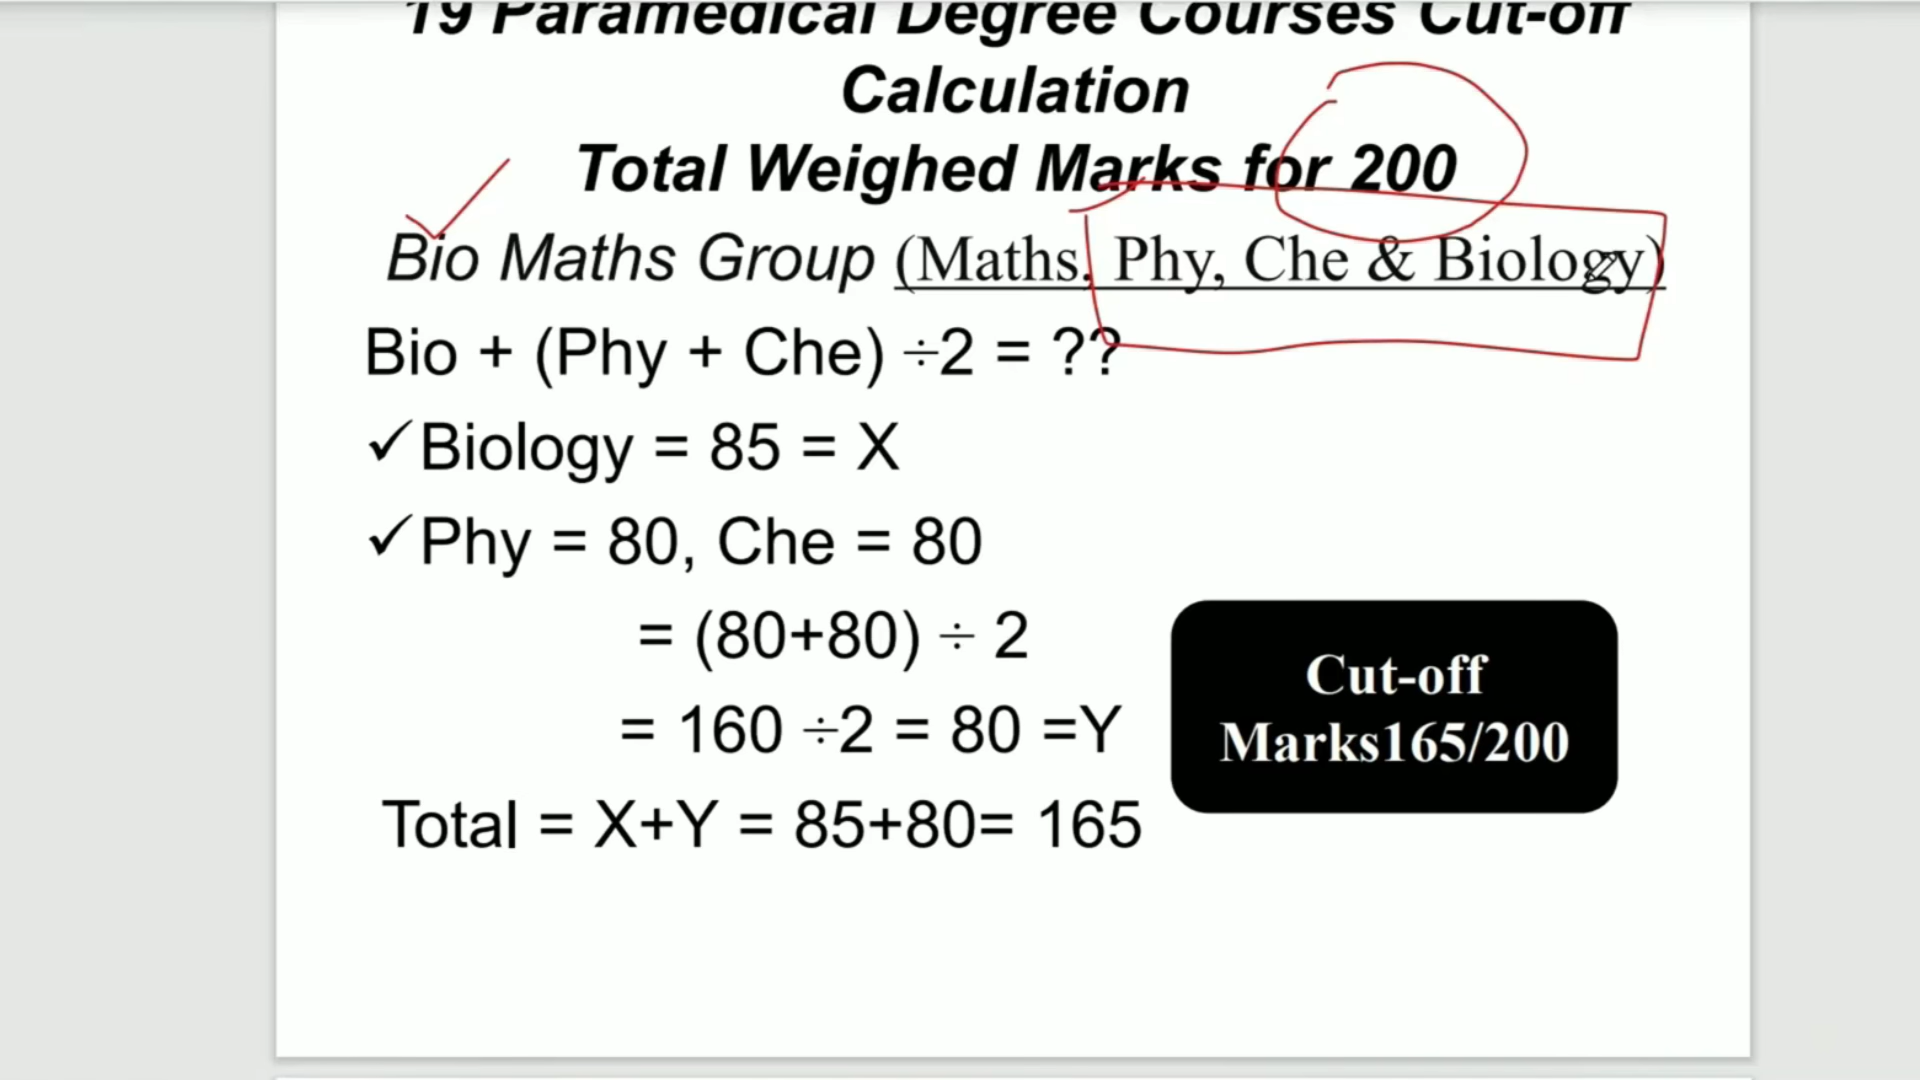 19 Paramedical Degree Courses Cut-off
Calculation
Total Weighed Marks for 200
Bio Maths Group (Maths, Phy, Che & Biology)
Bio + (Phy + Che) ÷2 = ??
✓Biology = 85 = X
✓Phy = 80, Che = 80
= (80+80) ÷ 2
= 160 ÷2 = 80 =Y
Total = X+Y = 85+80= 165
Cut-off
Marks165/200